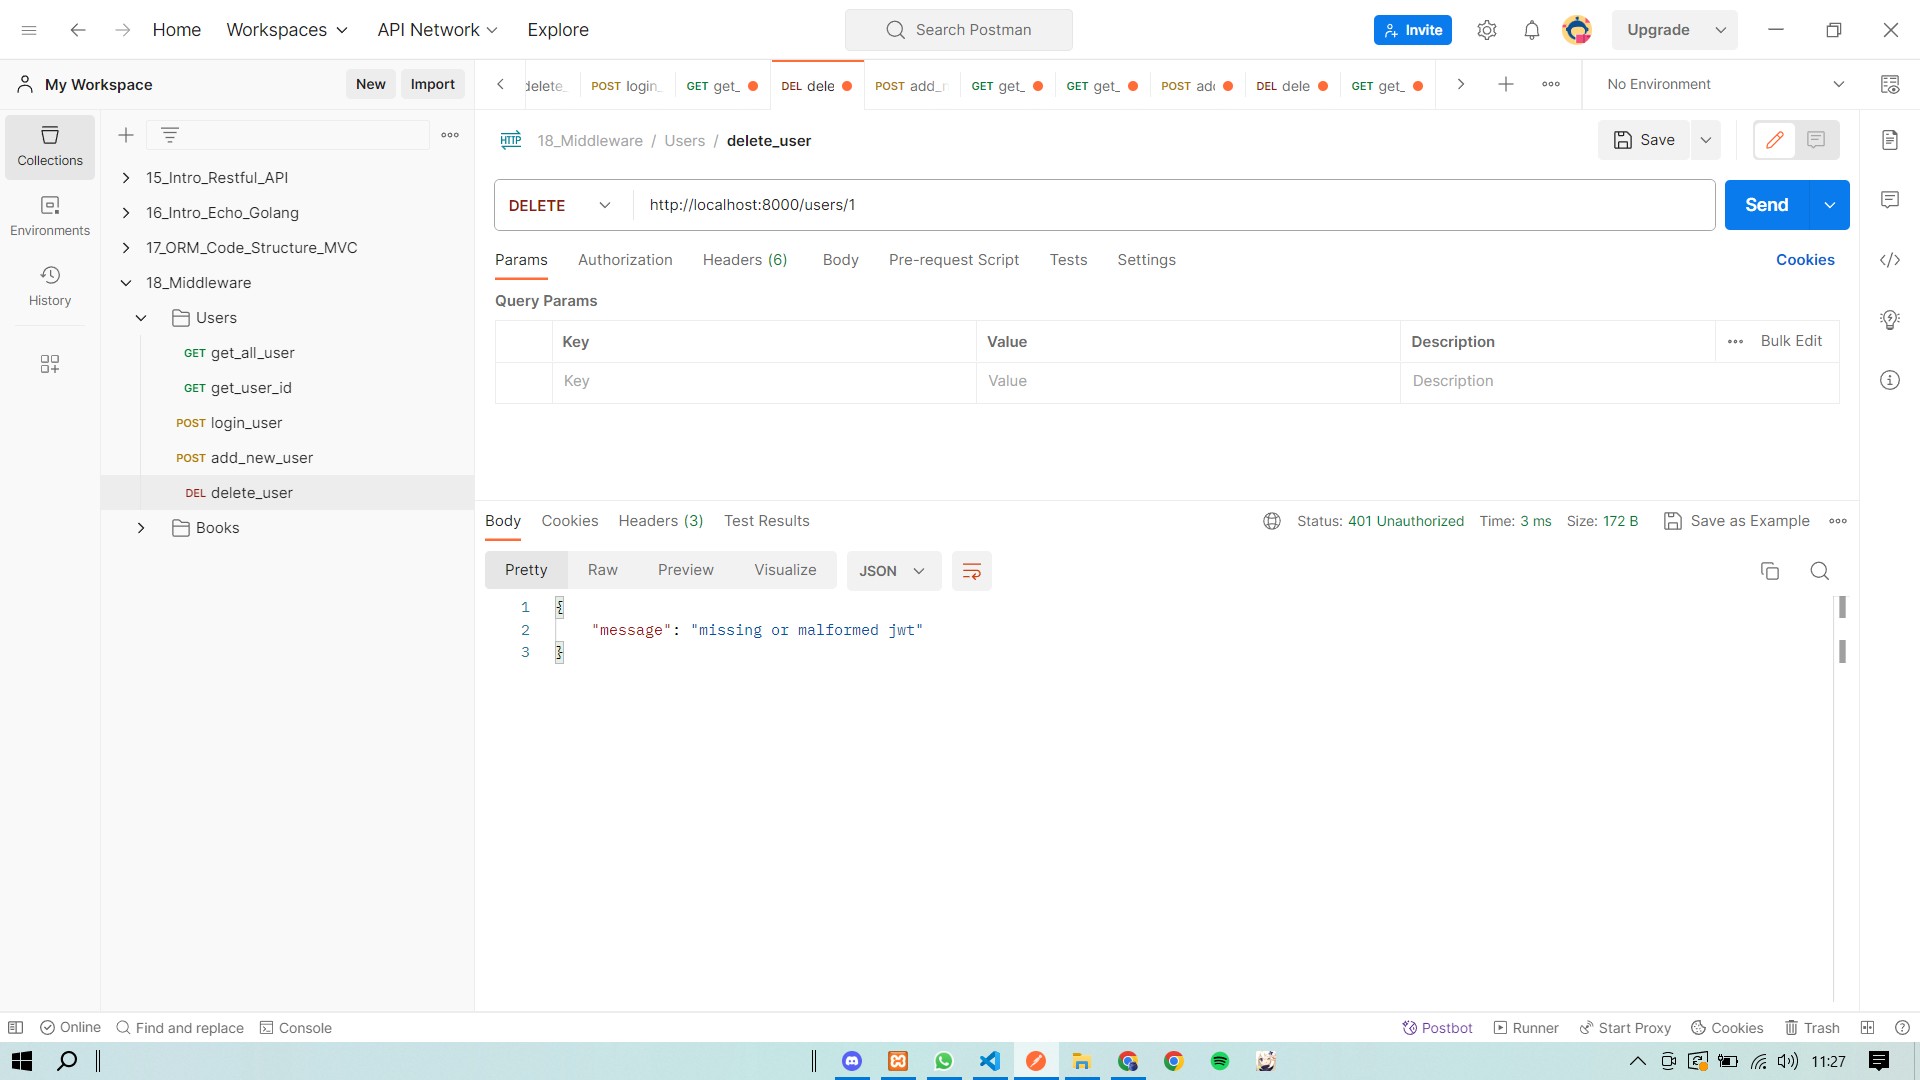 Home
Workspaces
API Network
Explore
Search Postman
Invite
Upgrade
My Workspace
New
Import
delete_
POST login_
GET get_
DEL dele
POST add_n
GET get_
GET get_
POST add
DEL dele
GET get_
No Environment
Collections
Environments
History
15_Intro_Restful_API
16_Intro_Echo_Golang
17_ORM_Code_Structure_MVC
18_Middleware
Users
GET get_all_user
GET get_user_id
POST login_user
POST add_new_user
DEL delete_user
Books
HTTP 18_Middleware / Users / delete_user
Save
DELETE
http://localhost:8000/users/1
Send
Params
Authorization
Headers (6)
Body
Pre-request Script
Tests
Settings
Cookies
Query Params
Key
Value
Description
Bulk Edit
Key
Value
Description
Body
Cookies
Headers (3)
Test Results
Status: 401 Unauthorized
Time: 3 ms
Size: 172 B
Save as Example
Pretty
Raw
Preview
Visualize
JSON
1 {
2 "message": "missing or malformed jwt"
3 }
Online
Find and replace
Console
Postbot
Runner
Start Proxy
Cookies
Trash
11:27